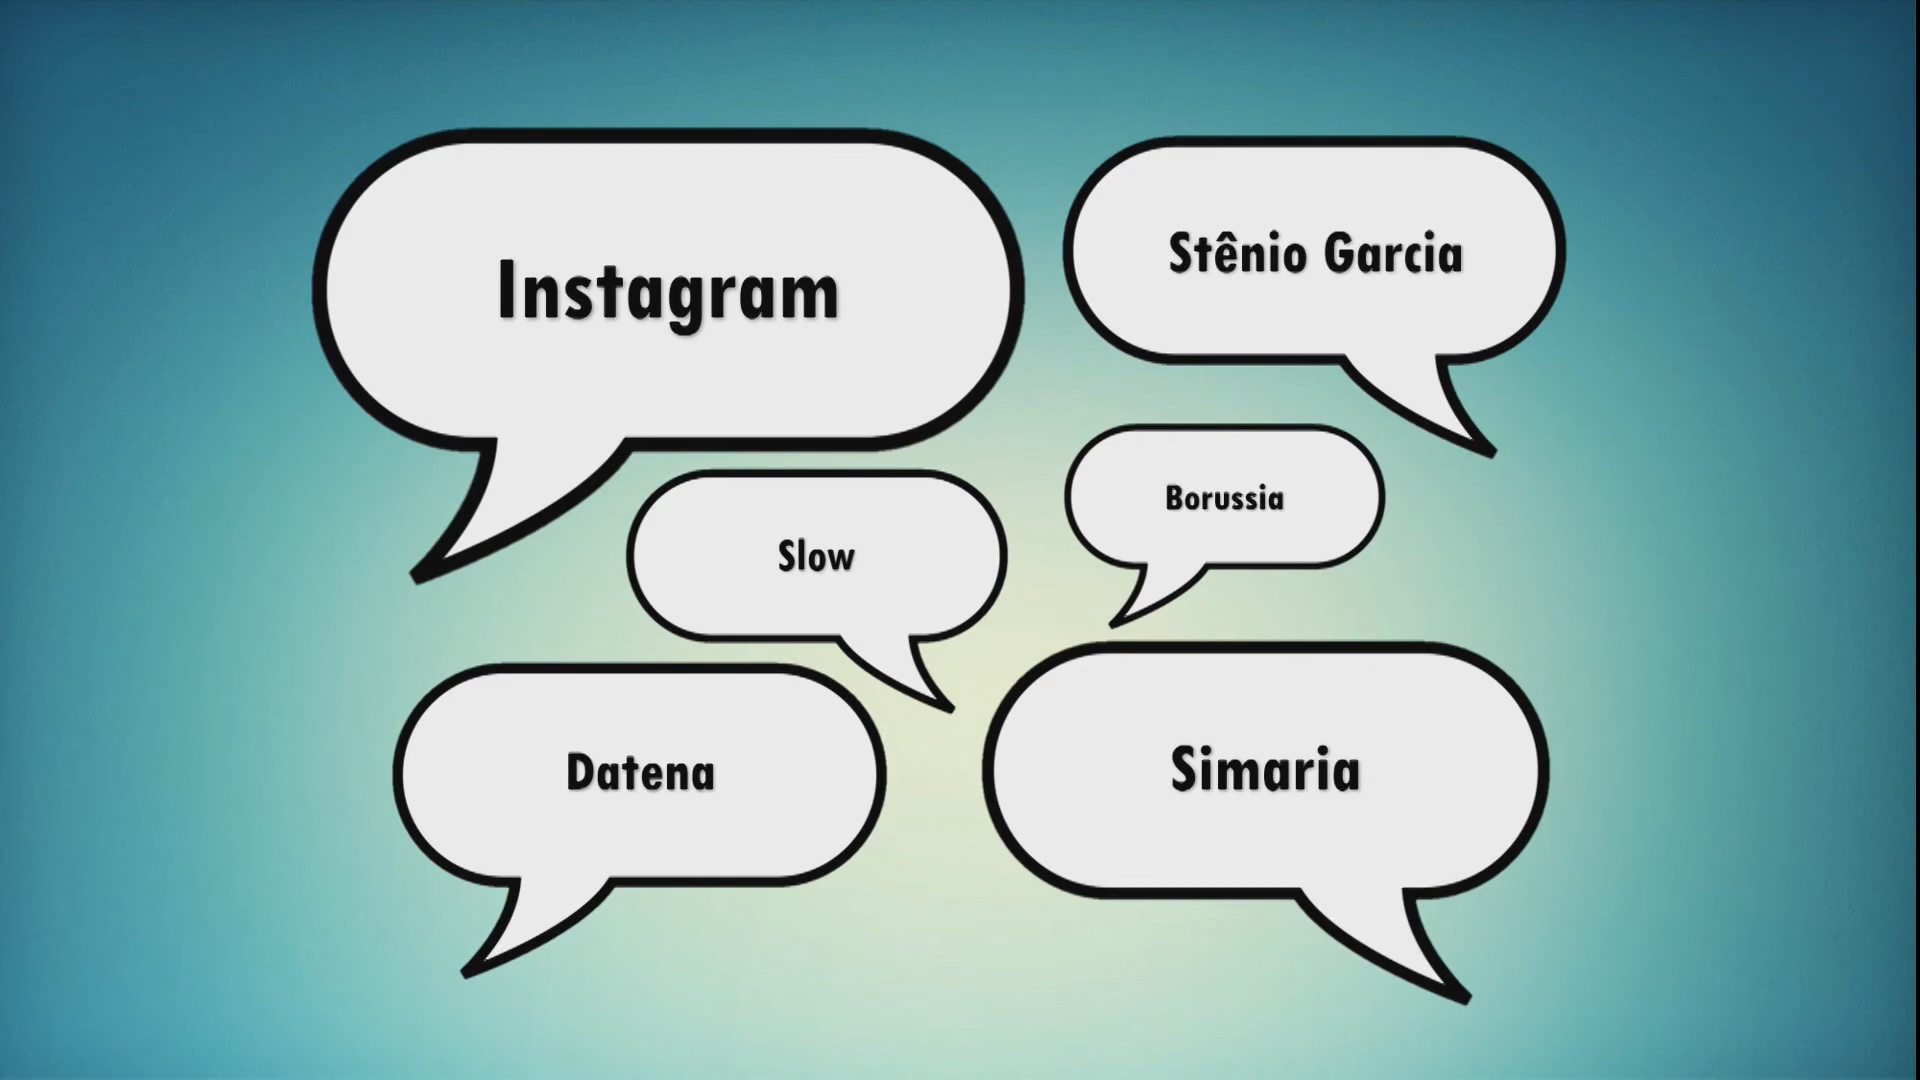 Instagram
Stênio Garcia
Slow
Borussia
Datena
Simaria